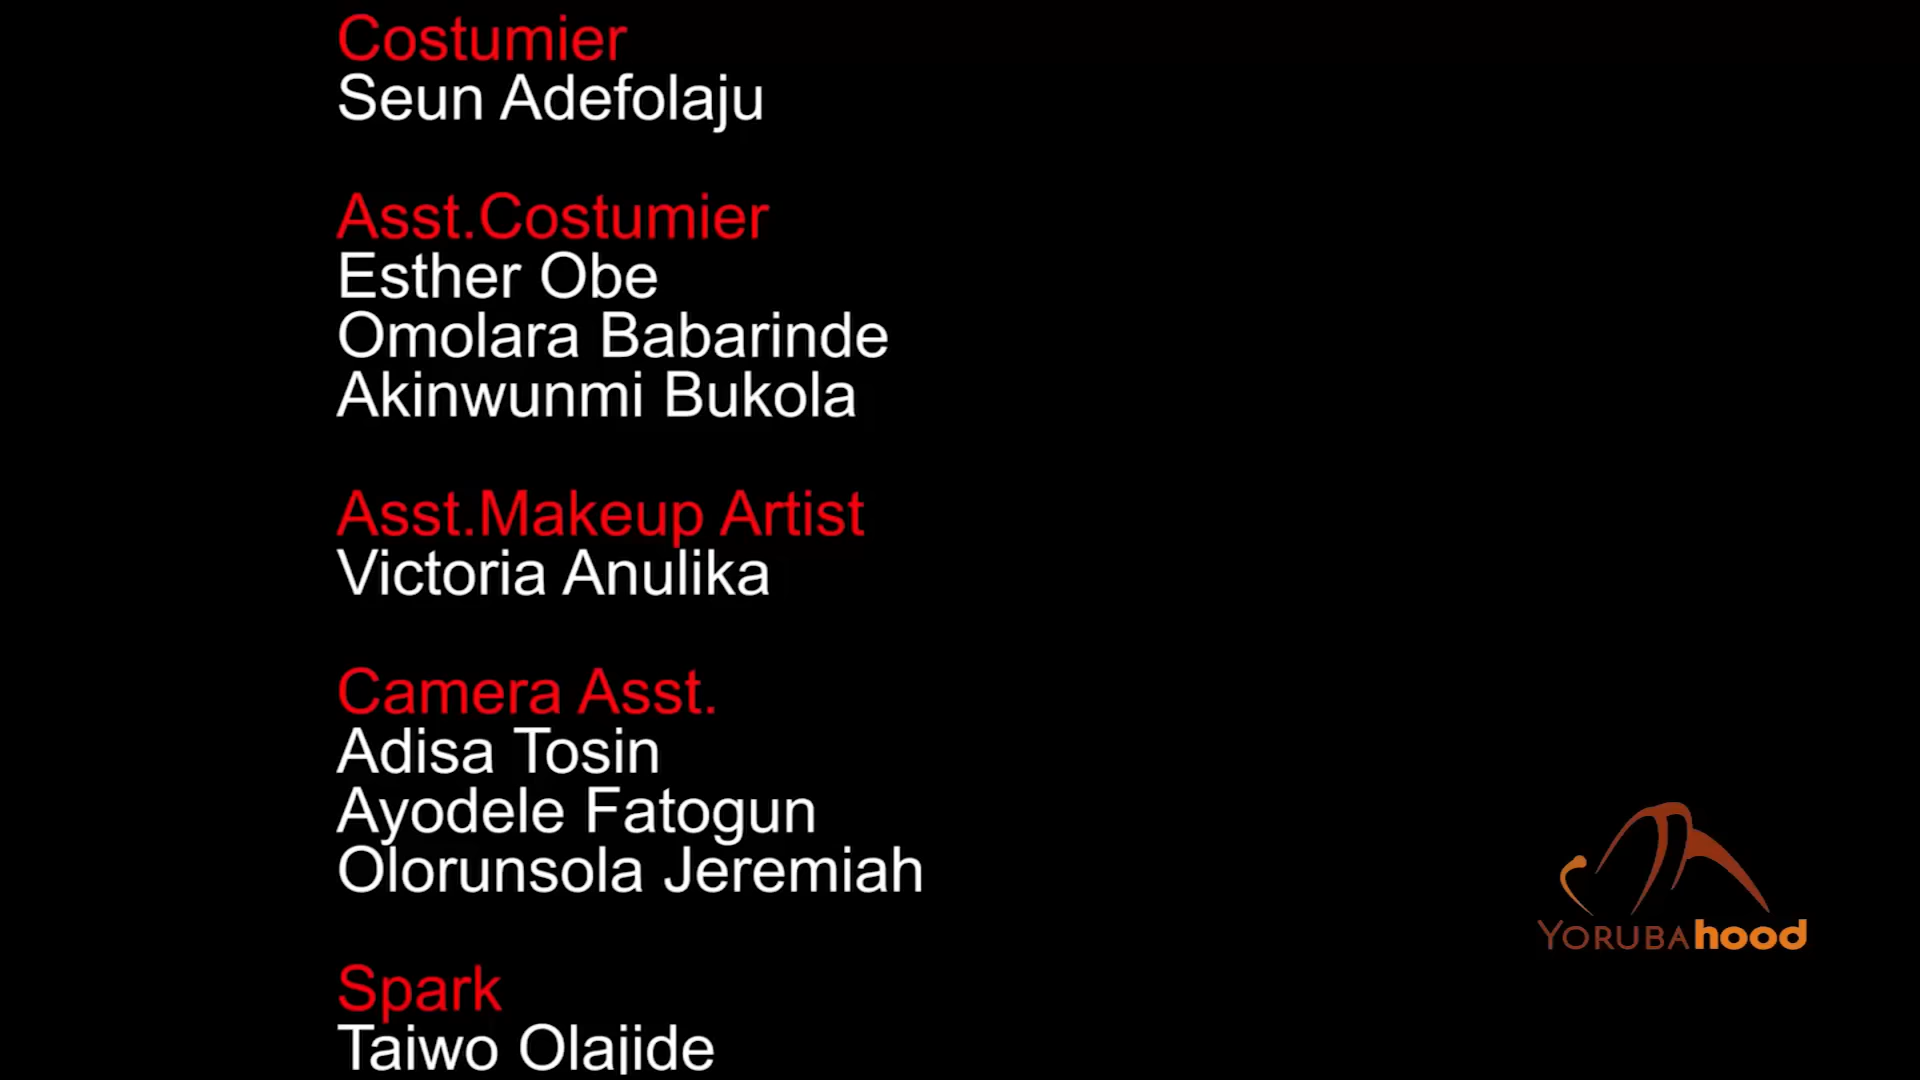 Costumier
Seun Adefolaju
Asst.Costumier
Esther Obe
Omolara Babarinde
Akinwunmi Bukola
Asst.Makeup Artist
Victoria Anulika
Camera Asst.
Adisa Tosin
Ayodele Fatogun
Olorunsola Jeremiah
Spark
Taiwo Olajide
YORUBAhood